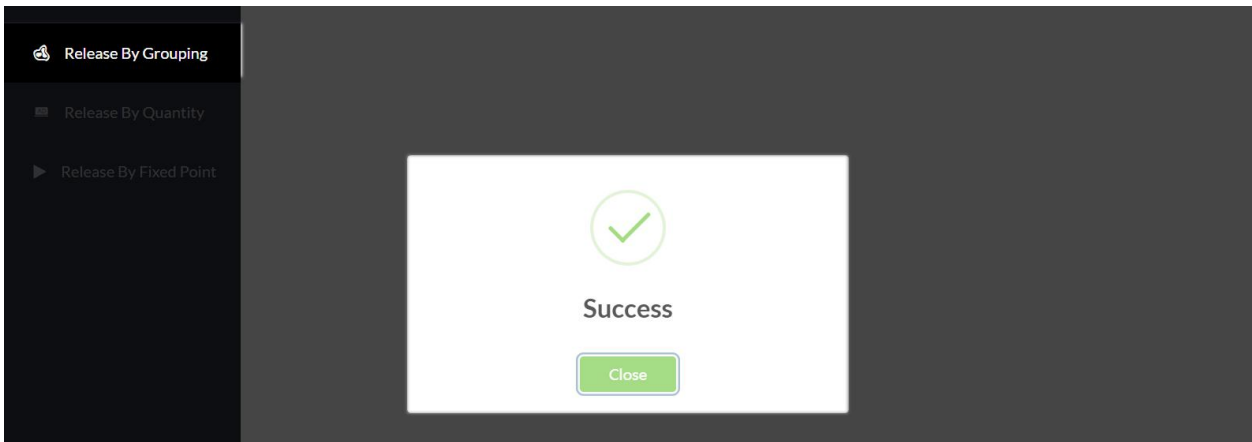 Release By Grouping
Release By Quantity
Release By Fixed Point
Success
Close